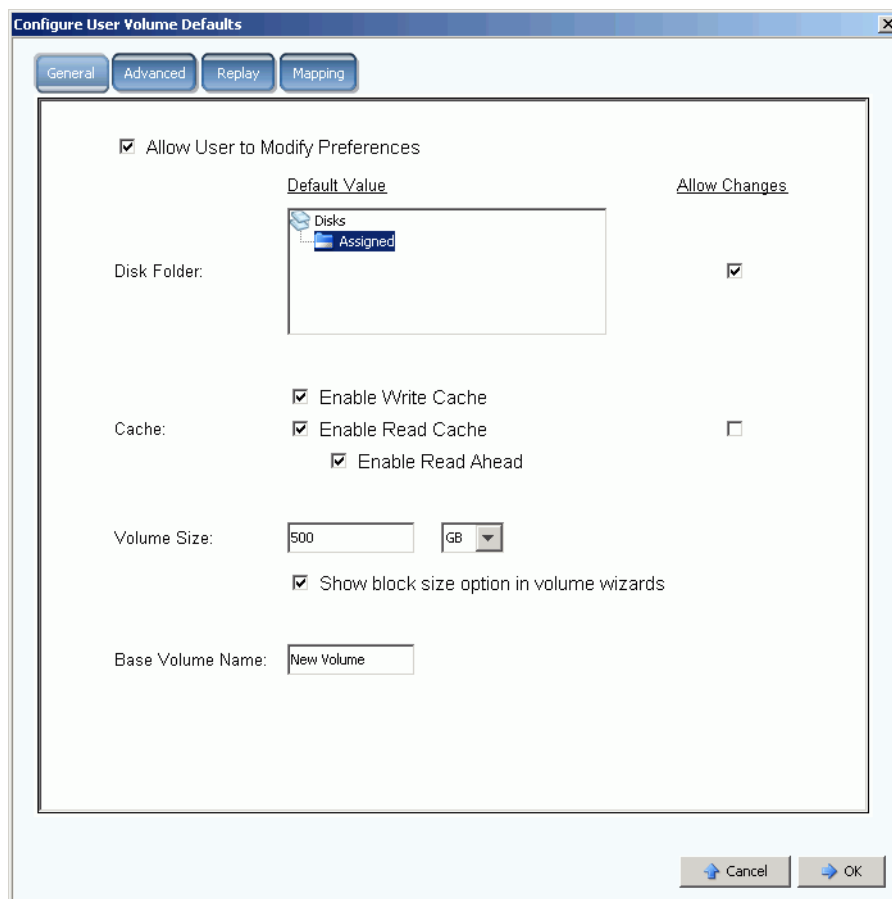 Configure User Volume Defaults
General Advanced Replay Mapping
Allow User to Modify Preferences
Default Value Allow Changes
Disks
Assigned
Disk Folder:
Enable Write Cache
Cache: Enable Read Cache
Enable Read Ahead
Volume Size: 500 GB
Show block size option in volume wizards
Base Volume Name: New Volume
Cancel OK